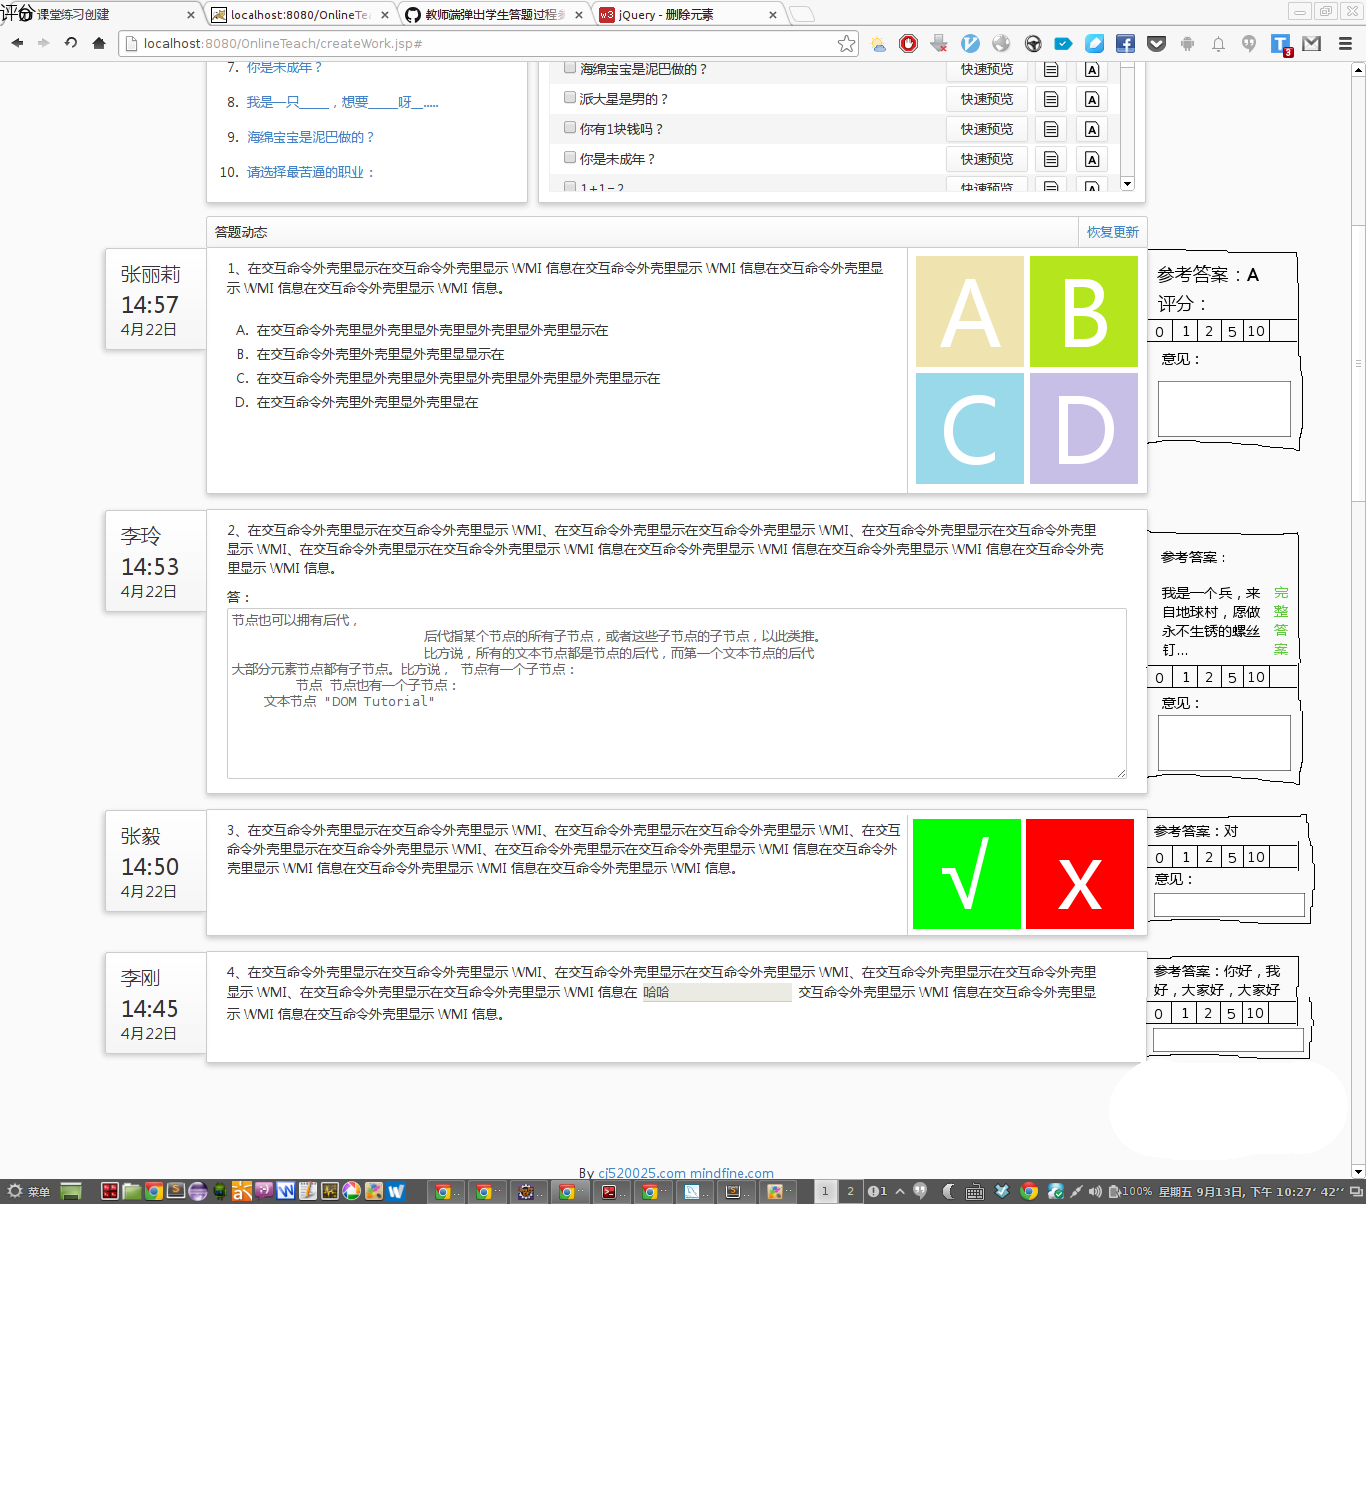 评分
课堂练习创建
localhost:8080/OnlineTea
教师端弹出学生答题过程
jQuery - 删除元素
localhost:8080/OnlineTeach/createWork.jsp#
7. 你是未成年？
8. 我是一只____，想要____呀__.....
9. 海绵宝宝是泥巴做的？
10. 请选择最苦逼的职业：
海绵宝宝是泥巴做的？ 快速预览
派大星是男的？ 快速预览
你有1块钱吗？ 快速预览
你是未成年？ 快速预览
1+1=2 快速预览
答题动态
恢复更新
张丽莉
14:57
4月22日
1、在交互命令外壳里显示在交互命令外壳里显示 WMI 信息在交互命令外壳里显示 WMI 信息在交互命令外壳里显
示 WMI 信息在交互命令外壳里显示 WMI 信息。
A. 在交互命令外壳里显外壳里显外壳里显外壳里显外壳里显示在
B. 在交互命令外壳里外壳里显外壳里显显示在
C. 在交互命令外壳里显外壳里显外壳里显外壳里显外壳里显外壳里显示在
D. 在交互命令外壳里外壳里显外壳里显在
A B
C D
参考答案：A
评分：
0 1 2 5 10
意见：
李玲
14:53
4月22日
2、在交互命令外壳里显示在交互命令外壳里显示 WMI、在交互命令外壳里显示在交互命令外壳里显示 WMI、在交互命令外壳里显示在交互命令外壳里
显示 WMI、在交互命令外壳里显示在交互命令外壳里显示 WMI 信息在交互命令外壳里显示 WMI 信息在交互命令外壳里显示 WMI 信息在交互命令外壳
里显示 WMI 信息。
答：
节点也可以拥有后代，
后代指某个节点的所有子节点，或者这些子节点的子节点，以此类推。
比方说，所有的文本节点都是节点的后代，而第一个文本节点的后代
大部分元素节点都有子节点。比方说， 节点有一个子节点：
节点 节点也有一个子节点：
文本节点 "DOM Tutorial"
参考答案：
我是一个兵，来
自地球村，愿做
永不生锈的螺丝
钉...
完
整
答
案
0 1 2 5 10
意见：
张毅
14:50
4月22日
3、在交互命令外壳里显示在交互命令外壳里显示 WMI、在交互命令外壳里显示在交互命令外壳里显示 WMI、在交互
命令外壳里显示在交互命令外壳里显示 WMI、在交互命令外壳里显示在交互命令外壳里显示 WMI 信息在交互命令外
壳里显示 WMI 信息在交互命令外壳里显示 WMI 信息在交互命令外壳里显示 WMI 信息。
√ x
参考答案：对
0 1 2 5 10
意见：
李刚
14:45
4月22日
4、在交互命令外壳里显示在交互命令外壳里显示 WMI、在交互命令外壳里显示在交互命令外壳里显示 WMI、在交互命令外壳里显示在交互命令外壳里
显示 WMI、在交互命令外壳里显示在交互命令外壳里显示 WMI 信息在 哈哈 交互命令外壳里显示 WMI 信息在交互命令外壳里显
示 WMI 信息在交互命令外壳里显示 WMI 信息。
参考答案：你好，我
好，大家好，大家好
0 1 2 5 10
By cj520025.com mindfine.com
菜单
1 2
1
100% 星期五 9月13日, 下午 10:27' 42''